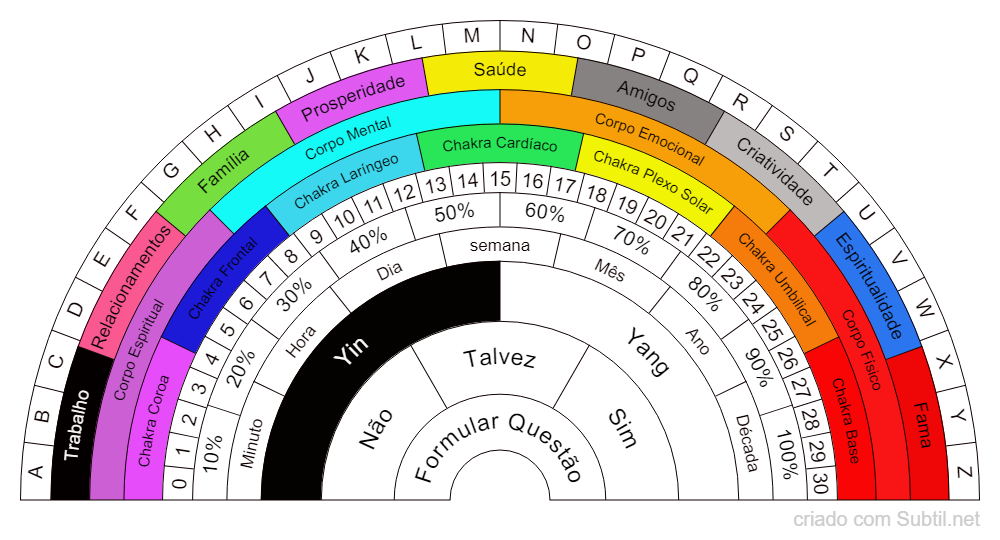 A B C D E F G H I J K L M N O P Q R S T U V W X Y Z
Trabalho Relacionamentos Família Prosperidade Saúde Amigos Criatividade Espiritualidade Fama
Corpo Espiritual Corpo Mental Corpo Emocional Corpo Físico
Chakra Coroa Chakra Frontal Chakra Laríngeo Chakra Cardíaco Chakra Plexo Solar Chakra Umbilical Chakra Base
0 1 2 3 4 5 6 7 8 9 10 11 12 13 14 15 16 17 18 19 20 21 22 23 24 25 26 27 28 29 30
10% 20% 30% 40% 50% 60% 70% 80% 90% 100%
Minuto Hora Dia semana Mês Ano Década
Yin Yang
Não Talvez Sim
Formular Questão
criado com Subtil.net